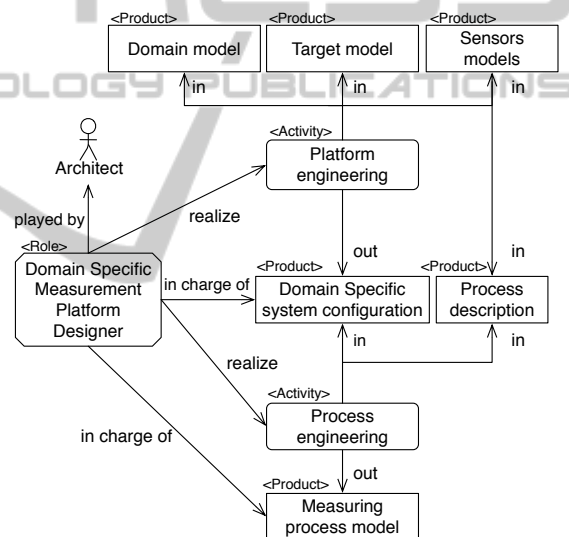 <Product>
<Product>
<Product>
Domain model
Target model
Sensors
models
OLOGY PUBLICATIONS
in
in
in
<Activity>
Architect
Platform
engineering
played by
realize
<Role>
out
in
Domain Specific
Measurement
Platform
Designer
in charge of
<Product>
<Product>
Domain Specific
system configuration
Process
description
in
in
realize
<Activity>
Process
engineering
in charge of
out
<Product>
Measuring
process model